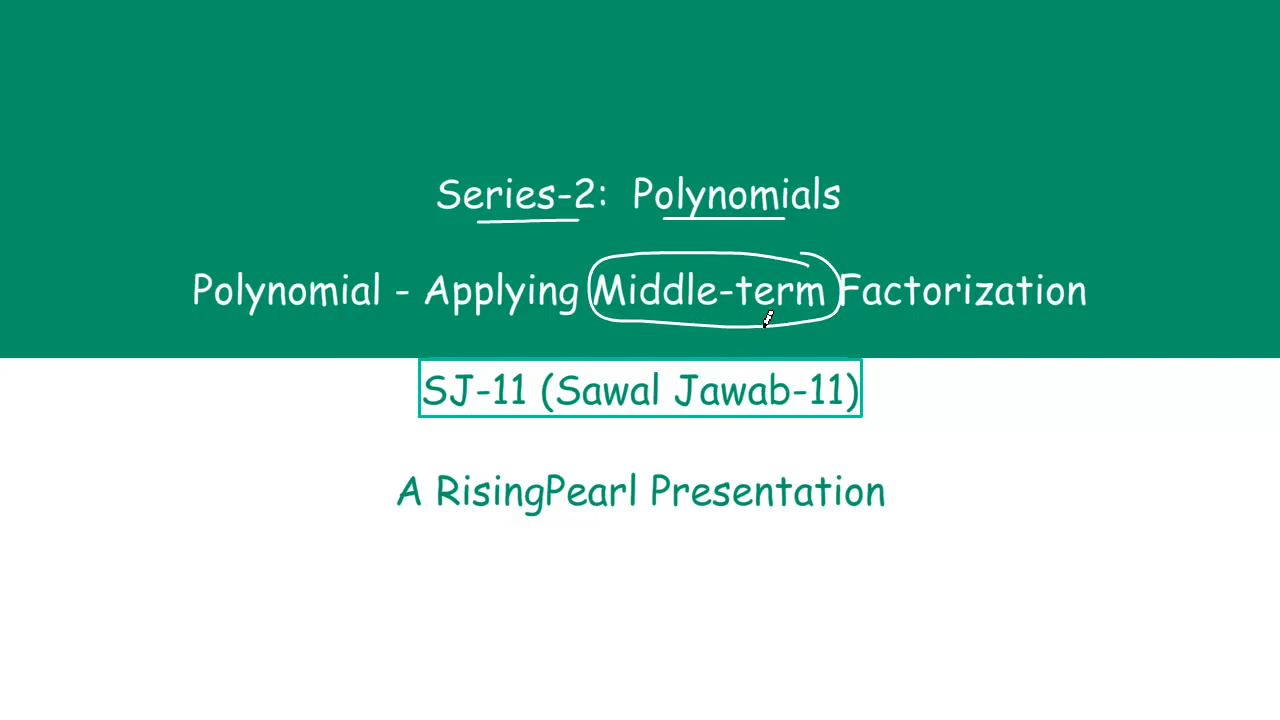 Series-2: Polynomials
Polynomial - Applying Middle-term Factorization
SJ-11 (Sawal Jawab-11)
A RisingPearl Presentation